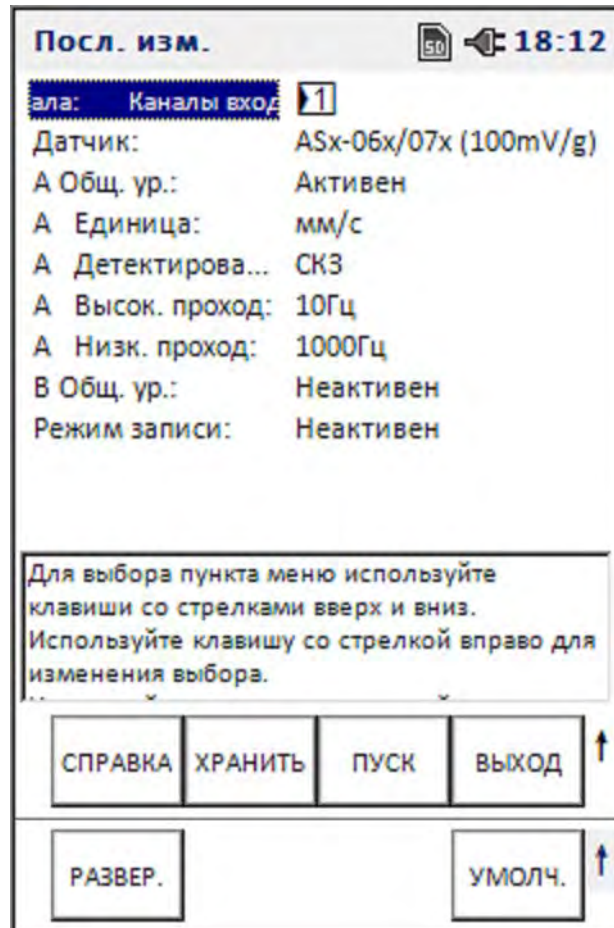 Посл. изм. SD 18:12
ала: Каналы вход 1
Датчик: ASx-06x/07x (100mV/g)
A Общ. ур.: Активен
A Единица: мм/с
A Детектирова... СКЗ
A Высок. проход: 10Гц
A Низк. проход: 1000Гц
B Общ. ур.: Неактивен
Режим записи: Неактивен
Для выбора пункта меню используйте
клавиши со стрелками вверх и вниз.
Используйте клавишу со стрелкой вправо для
изменения выбора.
СПРАВКА ХРАНИТЬ ПУСК ВЫХОД
РАЗВЕР. УМОЛЧ.